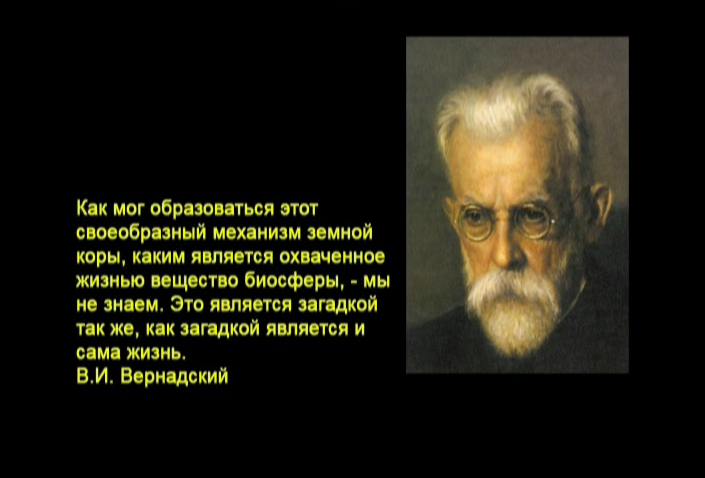 Как мог образоваться этот
своеобразный механизм земной
коры, каким является охваченное
жизнью вещество биосферы, - мы
не знаем. Это является загадкой
так же, как загадкой является и
сама жизнь.
В.И. Вернадский